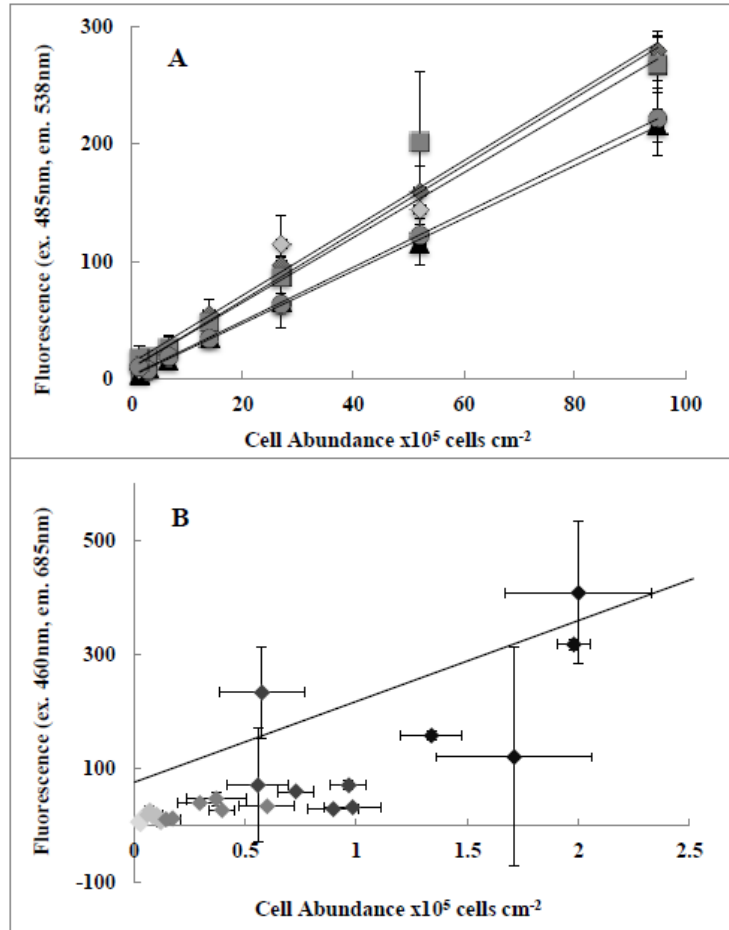 A
Fluorescence (ex. 485nm, em. 538nm)
300
200
100
0
0 20 40 60 80 100
Cell Abundance x10⁵ cells cm⁻²
B
Fluorescence (ex. 460nm, em. 685nm)
500
300
100
-100
0 0.5 1 1.5 2 2.5
Cell Abundance x10⁵ cells cm⁻²